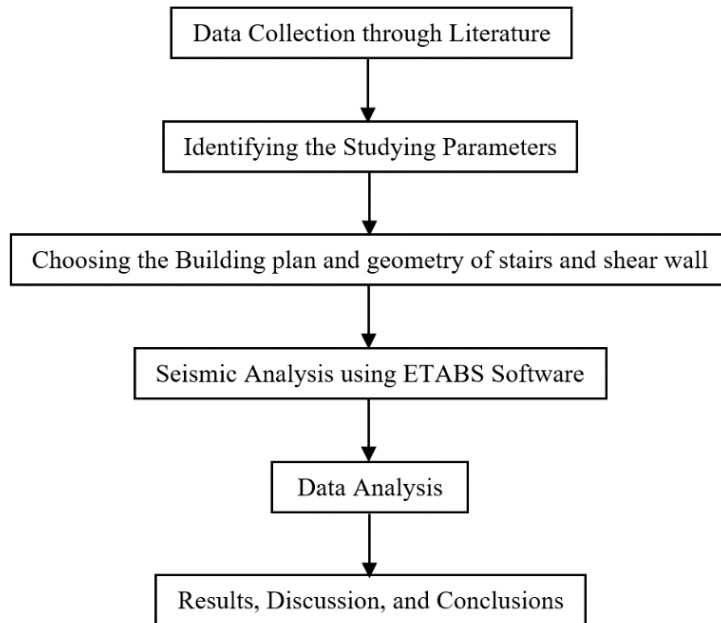 Data Collection through Literature
Identifying the Studying Parameters
Choosing the Building plan and geometry of stairs and shear wall
Seismic Analysis using ETABS Software
Data Analysis
Results, Discussion, and Conclusions